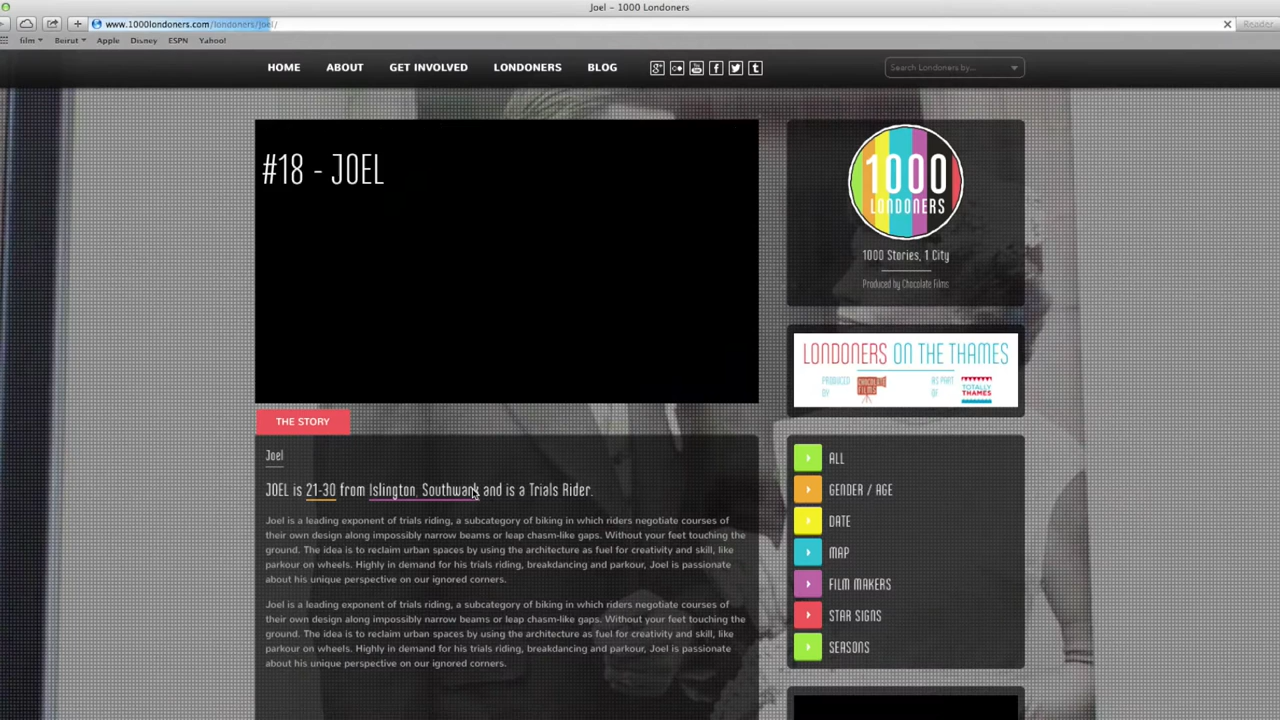 Joel – 1000 Londoners
www.1000londoners.com/londoners/joel/
Reader
film
Beirut
Apple
Disney
ESPN
Yahoo!
HOME
ABOUT
GET INVOLVED
LONDONERS
BLOG
Search Londoners by...
#18 - JOEL
1000
LONDONERS
1000 Stories, 1 City
Produced by Chocolate Films
LONDONERS ON THE THAMES
PRODUCED
BY
CHOCOLATE
FILMS
AS PART
OF
TOTALLY
THAMES
THE STORY
Joel
JOEL is 21-30 from Islington, Southwark and is a Trials Rider.
Joel is a leading exponent of trials riding, a subcategory of biking in which riders negotiate courses of
their own design along impossibly narrow beams or leap chasm-like gaps. Without your feet touching the
ground. The idea is to reclaim urban spaces by using the architecture as fuel for creativity and skill, like
parkour on wheels. Highly in demand for his trials riding, breakdancing and parkour, Joel is passionate
about his unique perspective on our ignored corners.
Joel is a leading exponent of trials riding, a subcategory of biking in which riders negotiate courses of
their own design along impossibly narrow beams or leap chasm-like gaps. Without your feet touching the
ground. The idea is to reclaim urban spaces by using the architecture as fuel for creativity and skill, like
parkour on wheels. Highly in demand for his trials riding, breakdancing and parkour, Joel is passionate
about his unique perspective on our ignored corners.
ALL
GENDER / AGE
DATE
MAP
FILM MAKERS
STAR SIGNS
SEASONS